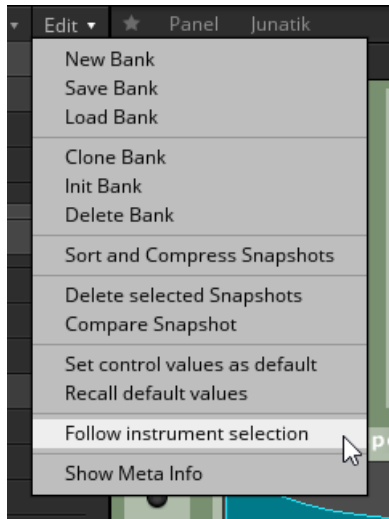 Edit Panel Junatik
New Bank
Save Bank
Load Bank
Clone Bank
Init Bank
Delete Bank
Sort and Compress Snapshots
Delete selected Snapshots
Compare Snapshot
Set control values as default
Recall default values
Follow instrument selection
Show Meta Info